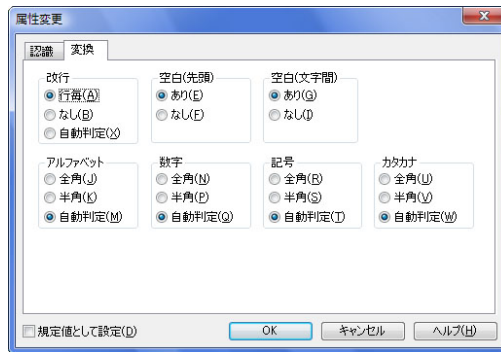 属性変更
認識 変換
改行 空白(先頭) 空白(文字間)
行毎(A) あり(E) あり(G)
なし(B) なし(F) なし(I)
自動判定(X)
アルファベット 数字 記号 カタカナ
全角(J) 全角(N) 全角(R) 全角(U)
半角(K) 半角(P) 半角(S) 半角(V)
自動判定(M) 自動判定(Q) 自動判定(T) 自動判定(W)
規定値として設定(D) OK キャンセル ヘルプ(H)